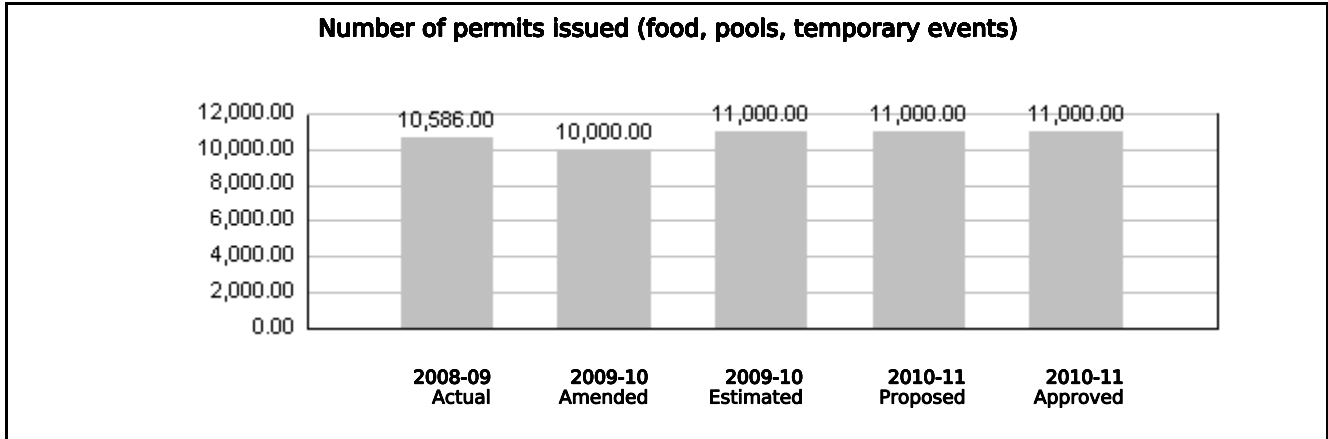 Number of permits issued (food, pools, temporary events)
12,000.00
10,000.00
8,000.00
6,000.00
4,000.00
2,000.00
0.00
10,586.00
10,000.00
11,000.00
11,000.00
11,000.00
2008-09
Actual
2009-10
Amended
2009-10
Estimated
2010-11
Proposed
2010-11
Approved